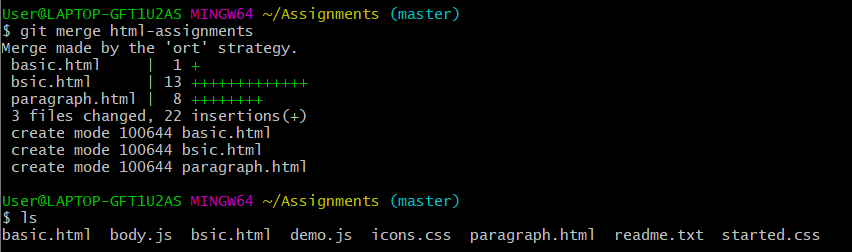 User@LAPTOP-GFT1U2AS MINGW64 ~/Assignments (master)
$ git merge html-assignments
Merge made by the 'ort' strategy.
 basic.html     |  1 +
 bsic.html      | 13 +++++++++++++
 paragraph.html |  8 ++++++++
 3 files changed, 22 insertions(+)
 create mode 100644 basic.html
 create mode 100644 bsic.html
 create mode 100644 paragraph.html
User@LAPTOP-GFT1U2AS MINGW64 ~/Assignments (master)
$ ls
basic.html  body.js  bsic.html  demo.js  icons.css  paragraph.html  readme.txt  started.css